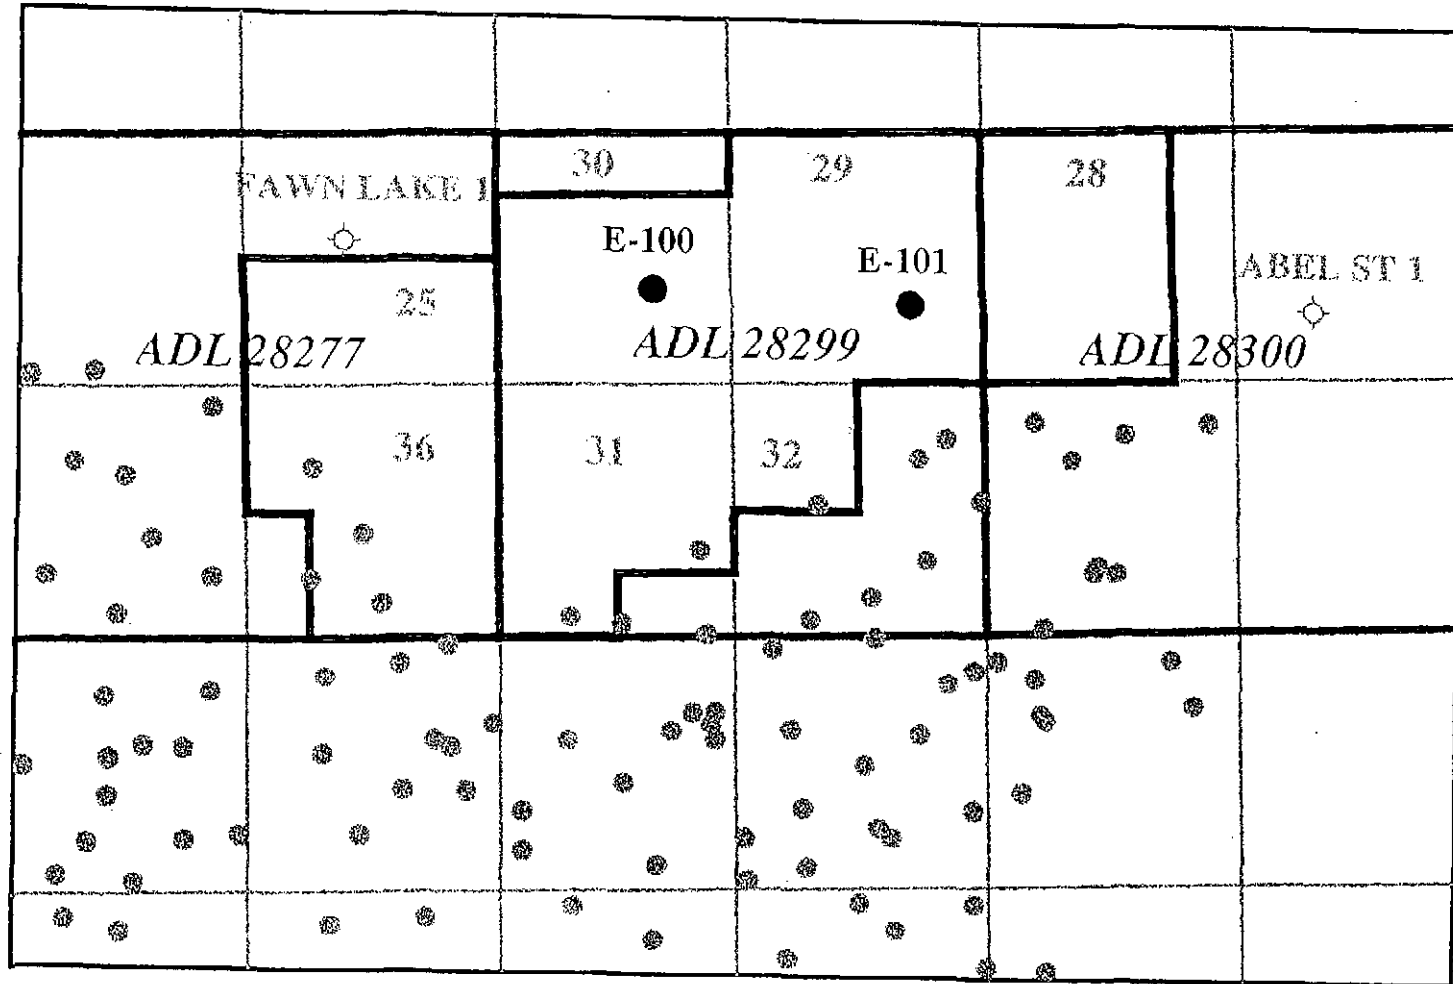 30
29
28
FAWN LAKE 1
E-100
E-101
ABEL ST 1
25
ADL 28277
ADL 28299
ADL 28300
36
31
32